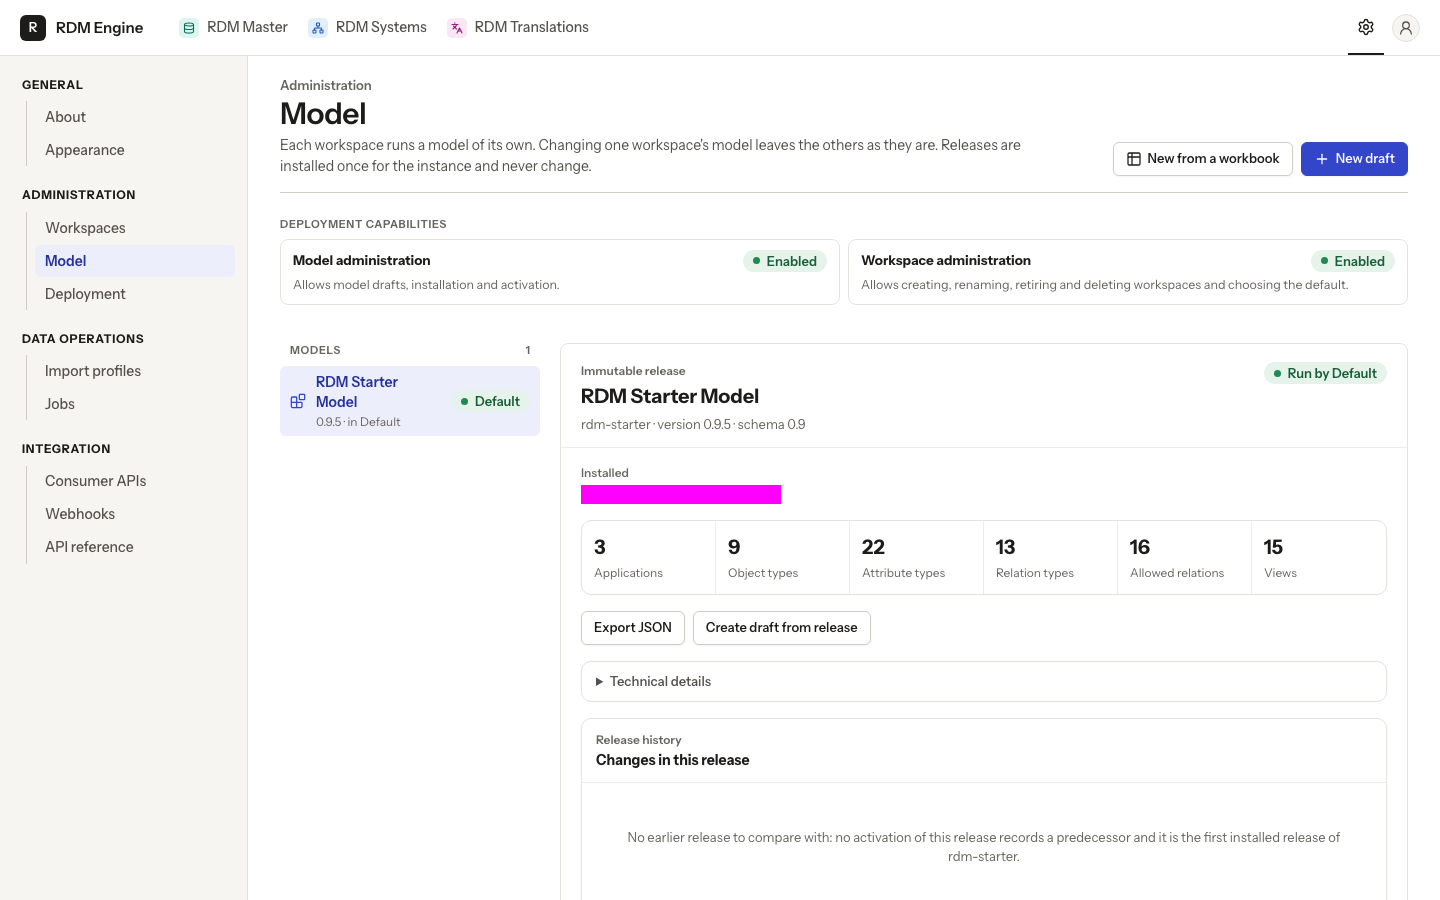 R RDM Engine RDM Master RDM Systems RDM Translations
GENERAL
About
Appearance
ADMINISTRATION
Workspaces
Model
Deployment
DATA OPERATIONS
Import profiles
Jobs
INTEGRATION
Consumer APIs
Webhooks
API reference
Administration
Model
Each workspace runs a model of its own. Changing one workspace's model leaves the others as they are. Releases are
installed once for the instance and never change.
New from a workbook
New draft
DEPLOYMENT CAPABILITIES
Model administration
Enabled
Allows model drafts, installation and activation.
Workspace administration
Enabled
Allows creating, renaming, retiring and deleting workspaces and choosing the default.
MODELS 1
RDM Starter
Model
Default
0.9.5 · in Default
Immutable release
Run by Default
RDM Starter Model
rdm-starter · version 0.9.5 · schema 0.9
Installed
3 9 22 13 16 15
Applications Object types Attribute types Relation types Allowed relations Views
Export JSON Create draft from release
Technical details
Release history
Changes in this release
No earlier release to compare with: no activation of this release records a predecessor and it is the first installed release of
rdm-starter.